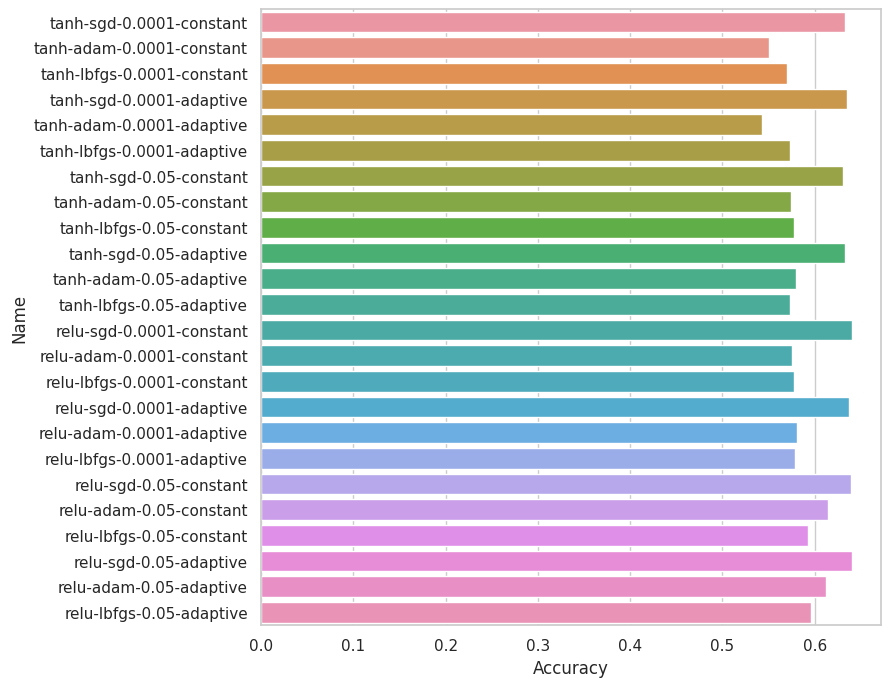 tanh-sgd-0.0001-constant
tanh-adam-0.0001-constant
tanh-lbfgs-0.0001-constant
tanh-sgd-0.0001-adaptive
tanh-adam-0.0001-adaptive
tanh-lbfgs-0.0001-adaptive
tanh-sgd-0.05-constant
tanh-adam-0.05-constant
tanh-lbfgs-0.05-constant
tanh-sgd-0.05-adaptive
tanh-adam-0.05-adaptive
tanh-lbfgs-0.05-adaptive
relu-sgd-0.0001-constant
relu-adam-0.0001-constant
relu-lbfgs-0.0001-constant
relu-sgd-0.0001-adaptive
relu-adam-0.0001-adaptive
relu-lbfgs-0.0001-adaptive
relu-sgd-0.05-constant
relu-adam-0.05-constant
relu-lbfgs-0.05-constant
relu-sgd-0.05-adaptive
relu-adam-0.05-adaptive
relu-lbfgs-0.05-adaptive
Name
0.0 0.1 0.2 0.3 0.4 0.5 0.6
Accuracy